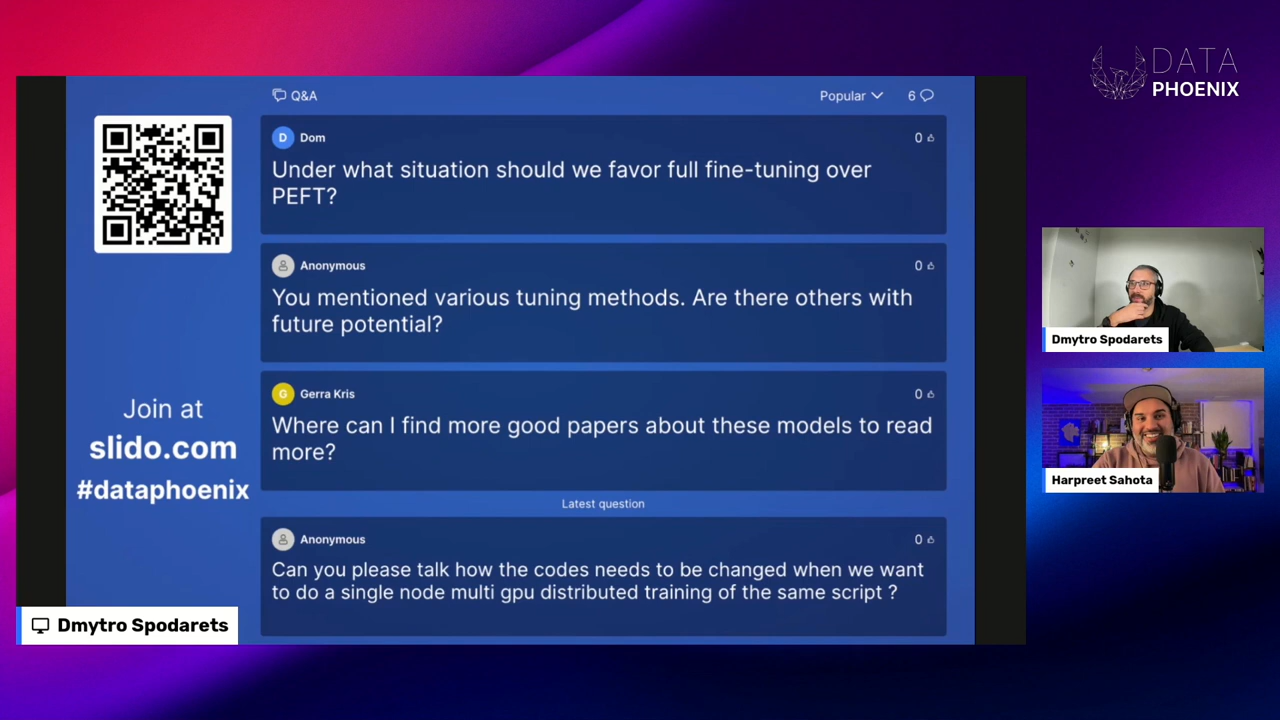 DATA
PHOENIX
Q&A
Popular
6
D
Dom
0
Under what situation should we favor full fine-tuning over
PEFT?
Anonymous
0
You mentioned various tuning methods. Are there others with
future potential?
G
Gerra Kris
0
Where can I find more good papers about these models to read
more?
Latest question
Anonymous
0
Can you please talk how the codes needs to be changed when we want
to do a single node multi gpu distributed training of the same script ?
Join at
slido.com
#dataphoenix
Dmytro Spodarets
Dmytro Spodarets
Harpreet Sahota